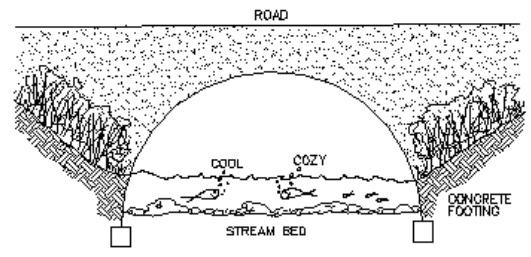 ROAD
COOL
COZY
CONCRETE
FOOTING
STREAM BED